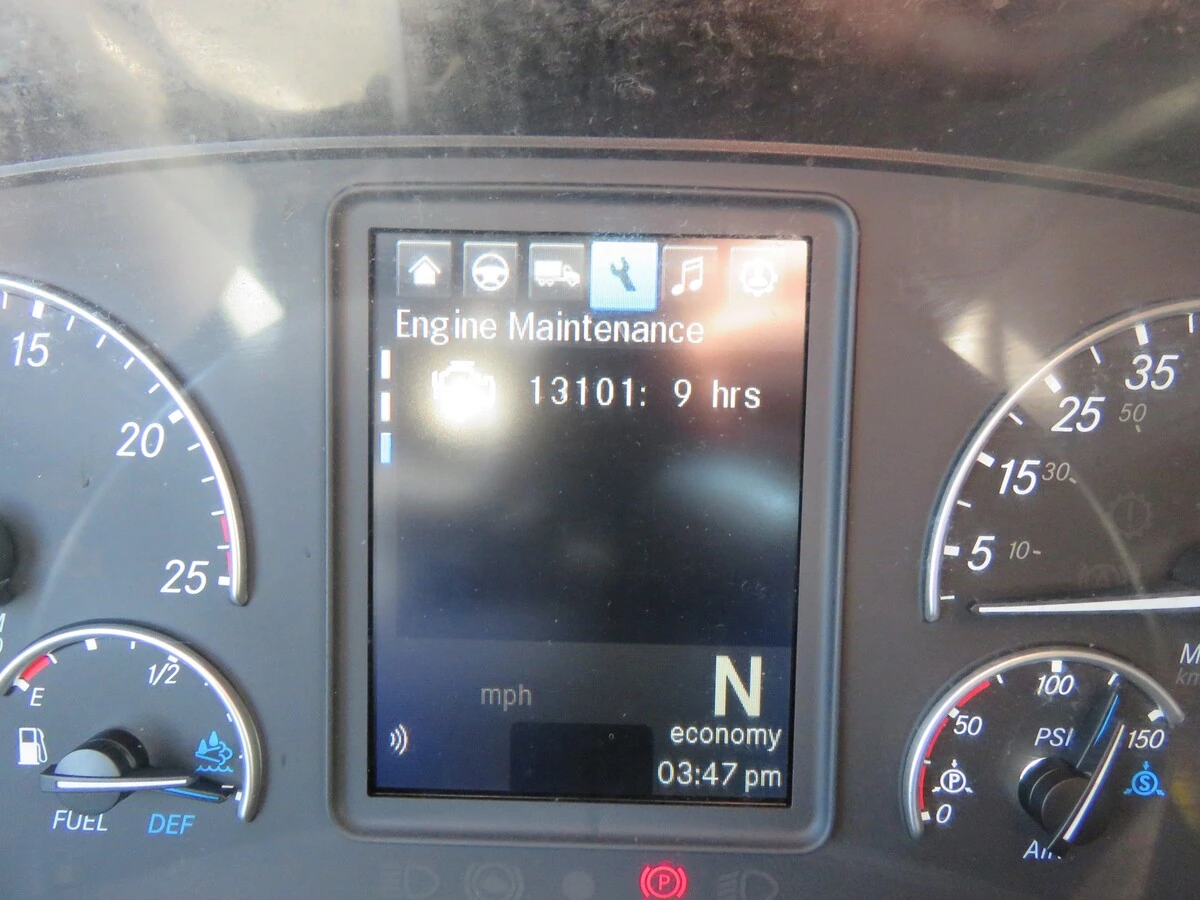 Engine Maintenance
13101: 9 hrs
mph
N
economy
03:47 pm
15
20
25
E
1/2
FUEL
DEF
5
10
15
30
25
50
35
0
50
100
150
PSI
P
S
P